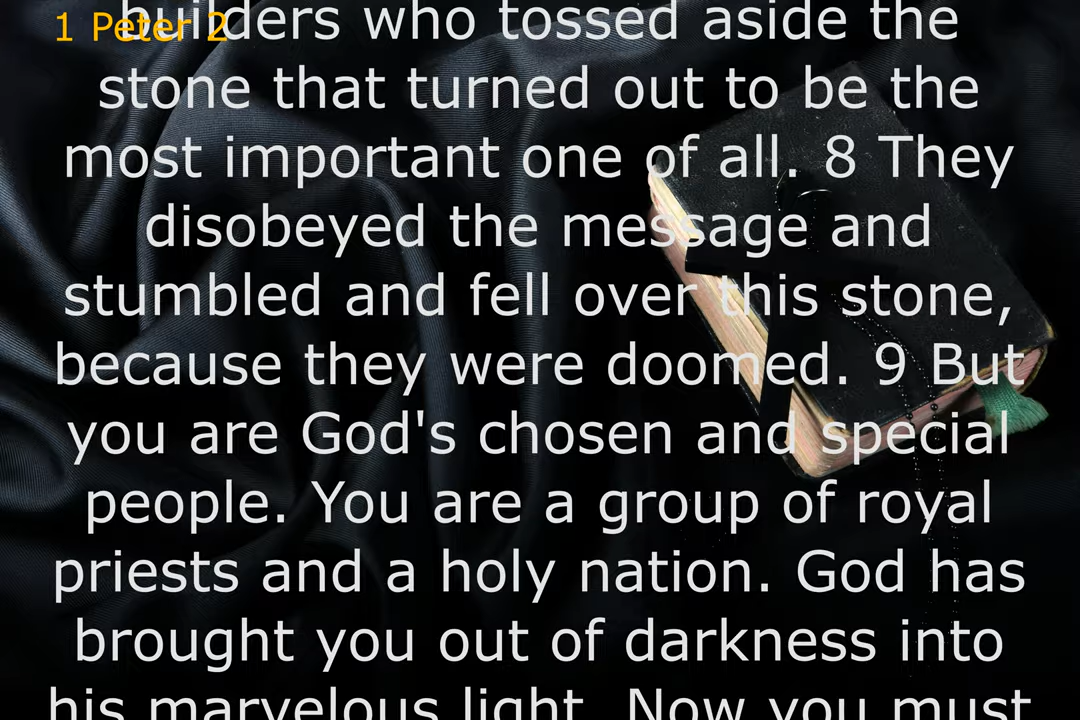 1 Peter 2
builders who tossed aside the
stone that turned out to be the
most important one of all. 8 They
disobeyed the message and
stumbled and fell over this stone,
because they were doomed. 9 But
you are God's chosen and special
people. You are a group of royal
priests and a holy nation. God has
brought you out of darkness into
his marvelous light. Now you must